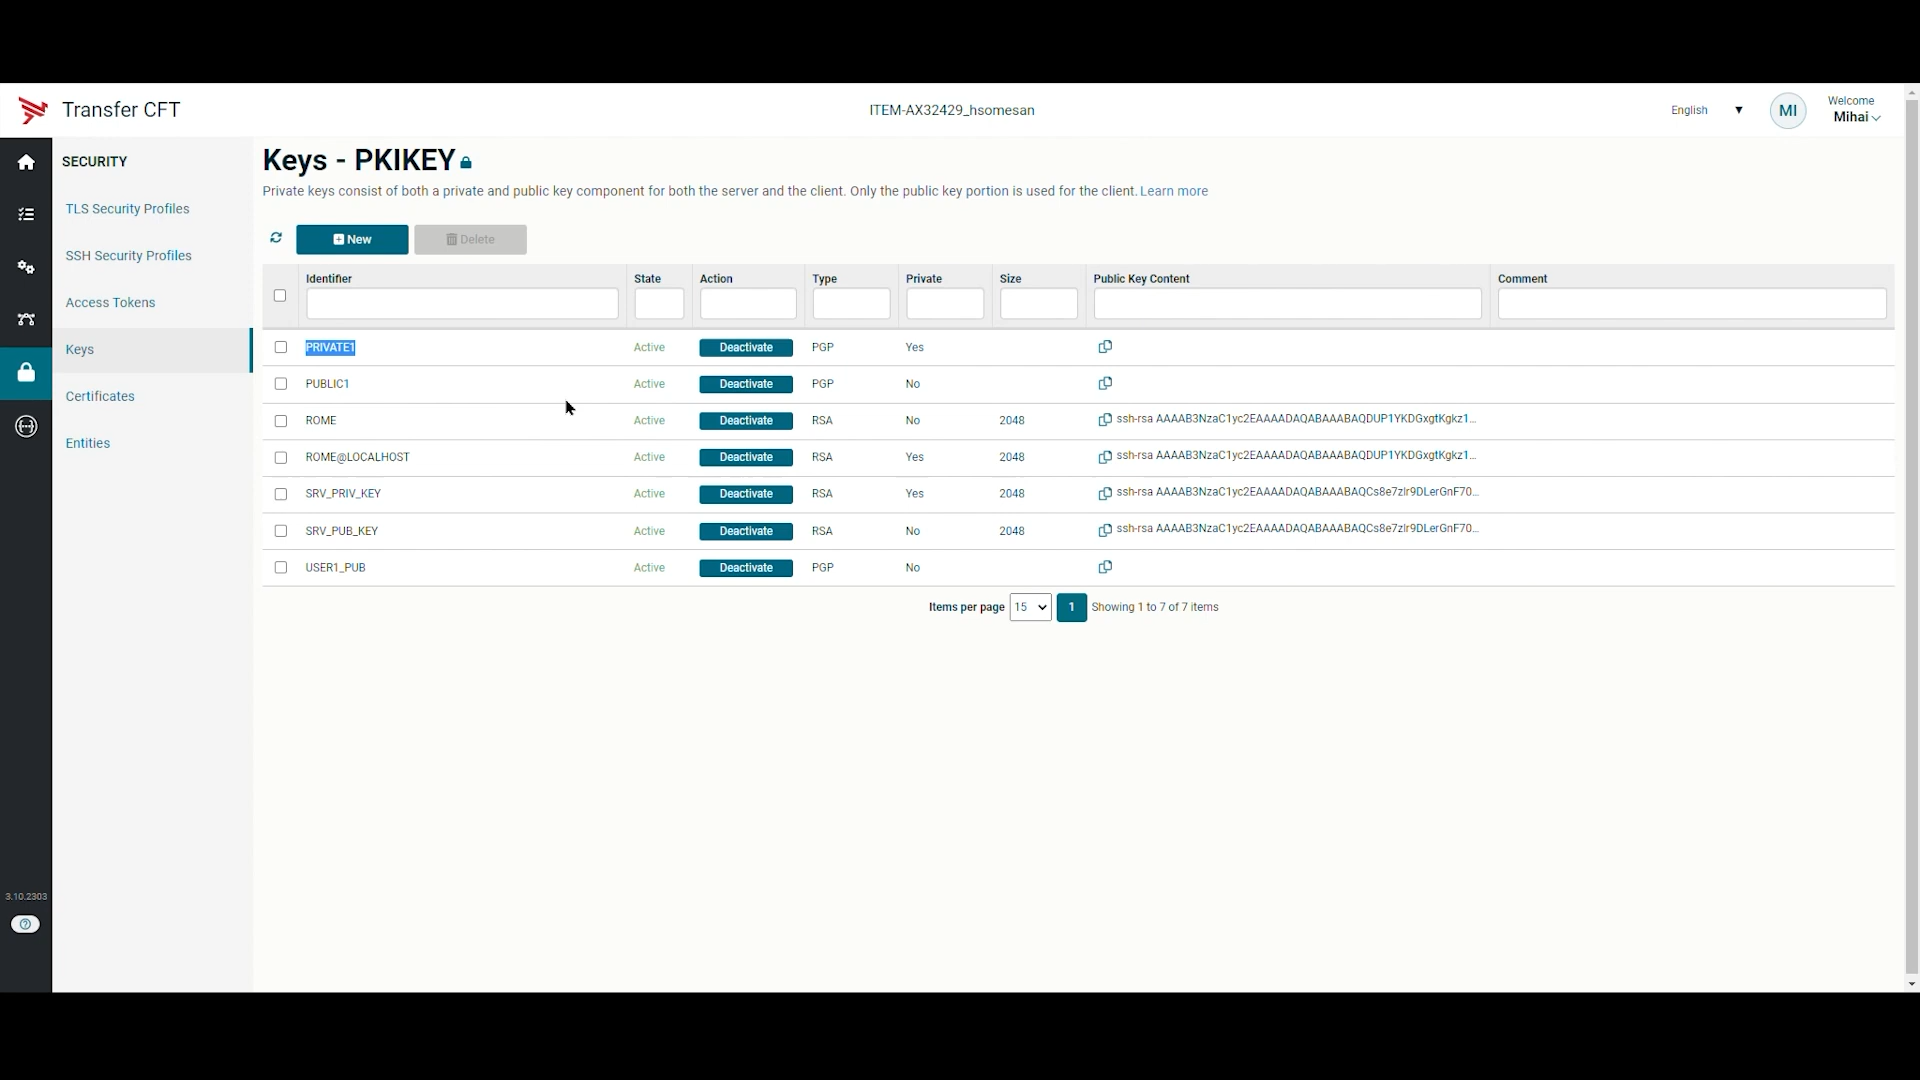 Transfer CFT
ITEM-AX32429_hsomesan
English
MI
Welcome
Mihai
SECURITY
TLS Security Profiles
SSH Security Profiles
Access Tokens
Keys
Certificates
Entities
3.10.2303
Keys - PKIKEY
Private keys consist of both a private and public key component for both the server and the client. Only the public key portion is used for the client. Learn more
New
Delete
Identifier State Action Type Private Size Public Key Content Comment
PRIVATE1 Active Deactivate PGP Yes
PUBLIC1 Active Deactivate PGP No
ROME Active Deactivate RSA No 2048 ssh-rsa AAAAB3NzaC1yc2EAAAADAQABAAABAQDUP1YKDGxgtKgkz1...
ROME@LOCALHOST Active Deactivate RSA Yes 2048 ssh-rsa AAAAB3NzaC1yc2EAAAADAQABAAABAQDUP1YKDGxgtKgkz1...
SRV_PRIV_KEY Active Deactivate RSA Yes 2048 ssh-rsa AAAAB3NzaC1yc2EAAAADAQABAAABAQCs8e7zIr9DLerGnF70...
SRV_PUB_KEY Active Deactivate RSA No 2048 ssh-rsa AAAAB3NzaC1yc2EAAAADAQABAAABAQCs8e7zIr9DLerGnF70...
USER1_PUB Active Deactivate PGP No
Items per page 15 1 Showing 1 to 7 of 7 items